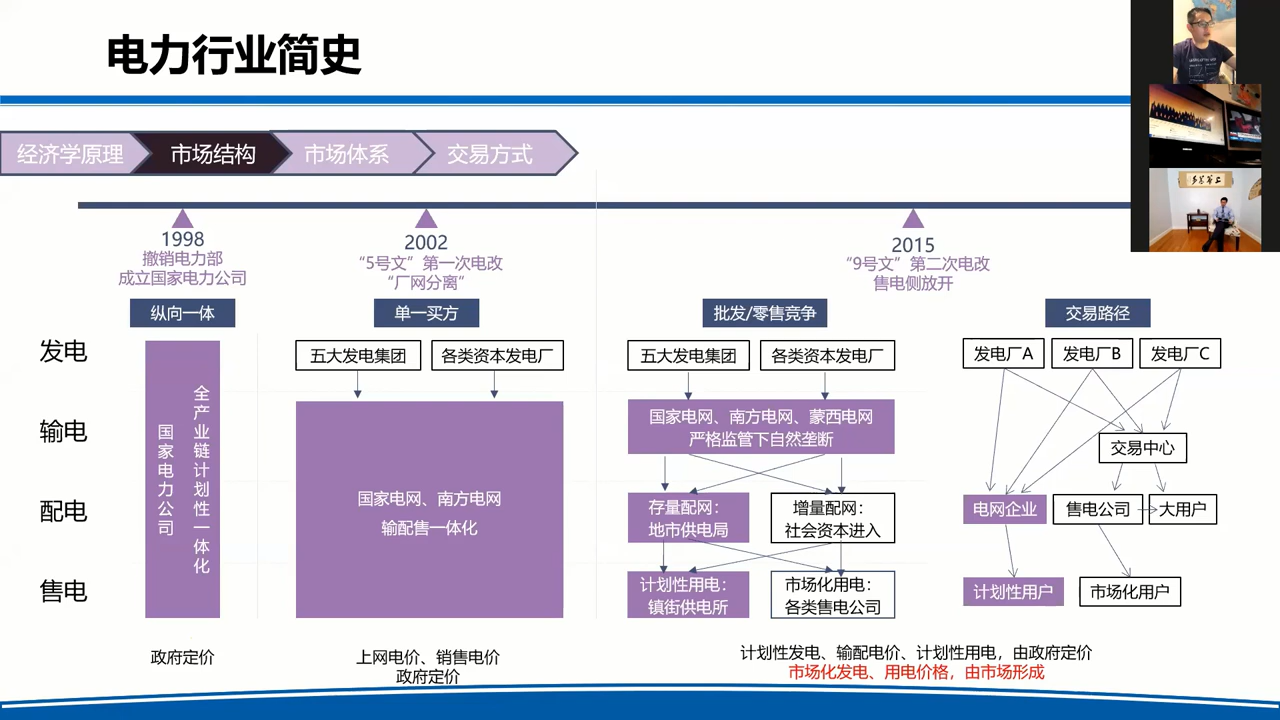 电力行业简史
经济学原理
市场结构
市场体系
交易方式
1998
撤销电力部
成立国家电力公司
2002
“5号文”第一次电改
“厂网分离“
2015
“9号文”第二次电改
售电侧放开
纵向一体
单一买方
批发/零售竞争
交易路径
发电
输电
配电
售电
国家电力公司
全产业链计划性一体化
五大发电集团
各类资本发电厂
国家电网、南方电网
输配售一体化
五大发电集团
各类资本发电厂
国家电网、南方电网、蒙西电网
严格监管下自然垄断
存量配网：
地市供电局
增量配网：
社会资本进入
计划性用电：
镇街供电所
市场化用电：
各类售电公司
发电厂A
发电厂B
发电厂C
交易中心
电网企业
售电公司
大用户
计划性用户
市场化用户
政府定价
上网电价、销售电价
政府定价
计划性发电、输配电价、计划性用电，由政府定价
市场化发电、用电价格，由市场形成